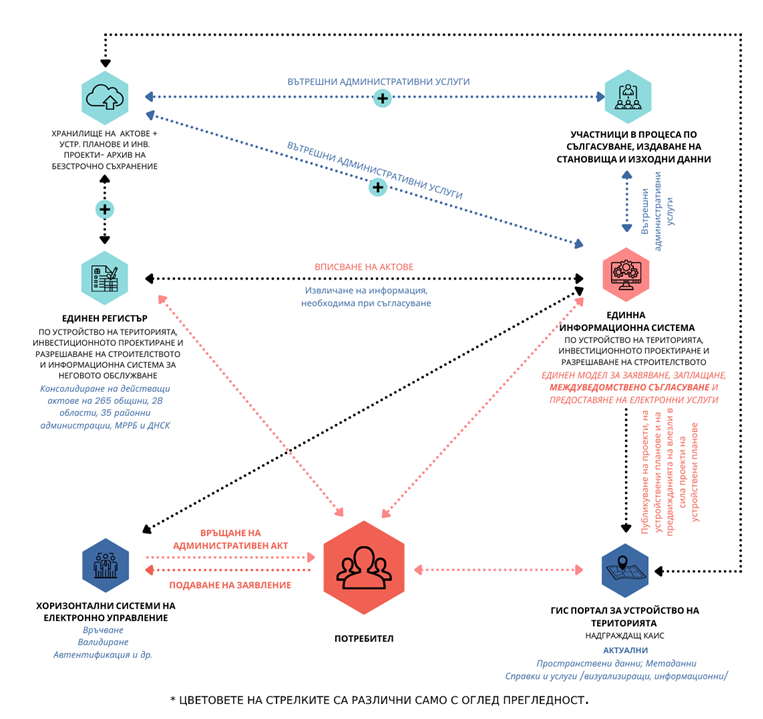 ВЪТРЕШНИ АДМИНИСТРАТИВНИ УСЛУГИ
ХРАНИЛИЩЕ НА АКТОВЕ +
УСТР. ПЛАНОВЕ И ИНВ.
ПРОЕКТИ– АРХИВ НА
БЕЗСТРОЧНО СЪХРАНЕНИЕ
УЧАСТНИЦИ В ПРОЦЕСА ПО
СЪЛГАСУВАНЕ, ИЗДАВАНЕ НА
СТАНОВИЩА И ИЗХОДНИ ДАННИ
ВЪТРЕШНИ АДМИНИСТРАТИВНИ УСЛУГИ
Вътрешни
административни
услуги
ВПИСВАНЕ НА АКТОВЕ
Извличане на информация,
необходима при съгласуване
ЕДИНЕН РЕГИСТЪР
ПО УСТРОЙСТВО НА ТЕРИТОРИЯТА,
ИНВЕСТИЦИОННОТО ПРОЕКТИРАНЕ И
РАЗРЕШАВАНЕ НА СТРОИТЕЛСТВОТО
И ИНФОРМАЦИОННА СИСТЕМА ЗА
НЕГОВОТО ОБСЛУЖВАНЕ
Консолидиране на действащи
актове на 265 общини, 28
области, 35 районни
администрации, МРРБ и ДНСК
ЕДИННА
ИНФОРМАЦИОННА СИСТЕМА
ПО УСТРОЙСТВО НА ТЕРИТОРИЯТА,
ИНВЕСТИЦИОННОТО ПРОЕКТИРАНЕ И
РАЗРЕШАВАНЕ НА СТРОИТЕЛСТВОТО
ЕДИНЕН МОДЕЛ ЗА ЗАЯВЯВАНЕ, ЗАПЛАЩАНЕ,
МЕЖДУВЕДОМСТВЕНО СЪГЛАСУВАНЕ И
ПРЕДОСТАВЯНЕ НА ЕЛЕКТРОННИ УСЛУГИ
Публикуване на проекти, на
устройствени планове и на
предвижданията на влезли в
сила проекти на
устройствени планове
ВРЪЩАНЕ НА
АДМИНИСТРАТИВЕН АКТ
ПОДАВАНЕ НА ЗАЯВЛЕНИЕ
ХОРИЗОНТАЛНИ СИСТЕМИ НА
ЕЛЕКТРОННО УПРАВЛЕНИЕ
Връчване
Валидиране
Автентификация и др.
ПОТРЕБИТЕЛ
ГИС ПОРТАЛ ЗА УСТРОЙСТВО НА
ТЕРИТОРИЯТА
НАДГРАЖДАЩ КАИС
АКТУАЛНИ
Пространствени данни; Метаданни
Справки и услуги /визуализиращи, информационни/
* ЦВЕТОВЕТЕ НА СТРЕЛКИТЕ СА РАЗЛИЧНИ САМО С ОГЛЕД ПРЕГЛЕДНОСТ.